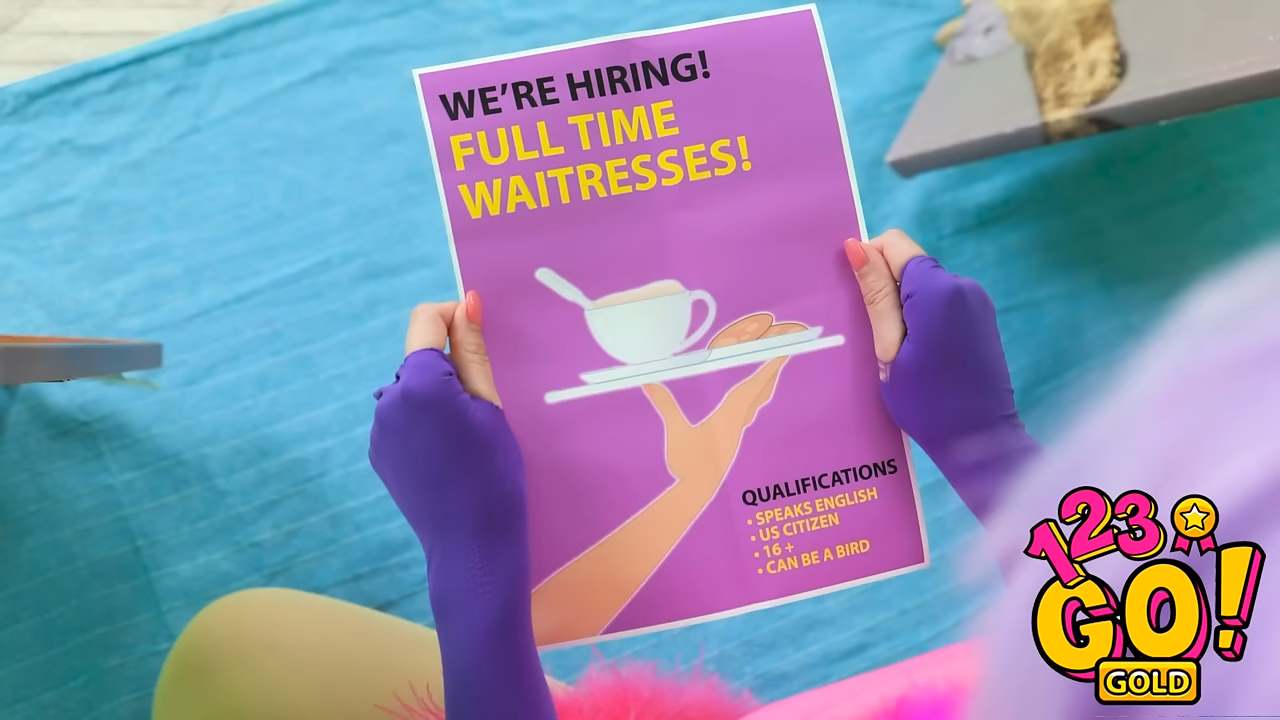 WE'RE HIRING!
FULL TIME
WAITRESSES!
QUALIFICATIONS
• SPEAKS ENGLISH
• US CITIZEN
• 16 +
• CAN BE A BIRD
123
GO!
GOLD